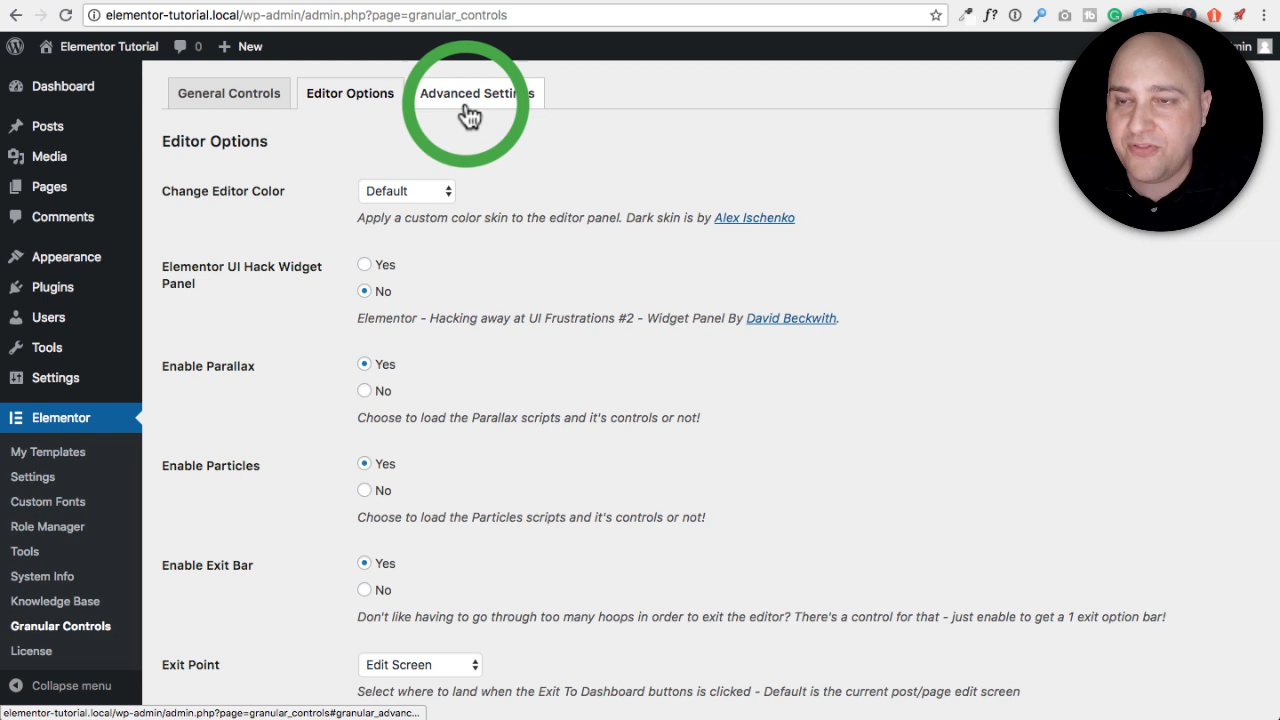 elementor-tutorial.local/wp-admin/admin.php?page=granular_controls
Elementor Tutorial
0
New
min
Dashboard
Posts
Media
Pages
Comments
Appearance
Plugins
Users
Tools
Settings
Elementor
My Templates
Settings
Custom Fonts
Role Manager
Tools
System Info
Knowledge Base
Granular Controls
License
Collapse menu
General Controls
Editor Options
Advanced Settings
Editor Options
Change Editor Color
Default
Apply a custom color skin to the editor panel. Dark skin is by Alex Ischenko
Elementor UI Hack Widget
Panel
Yes
No
Elementor - Hacking away at UI Frustrations #2 - Widget Panel By David Beckwith.
Enable Parallax
Yes
No
Choose to load the Parallax scripts and it's controls or not!
Enable Particles
Yes
No
Choose to load the Particles scripts and it's controls or not!
Enable Exit Bar
Yes
No
Don't like having to go through too many hoops in order to exit the editor? There's a control for that - just enable to get a 1 exit option bar!
Exit Point
Edit Screen
Select where to land when the Exit To Dashboard buttons is clicked - Default is the current post/page edit screen
elementor-tutorial.local/wp-admin/admin.php?page=granular_controls#granular_advanc...